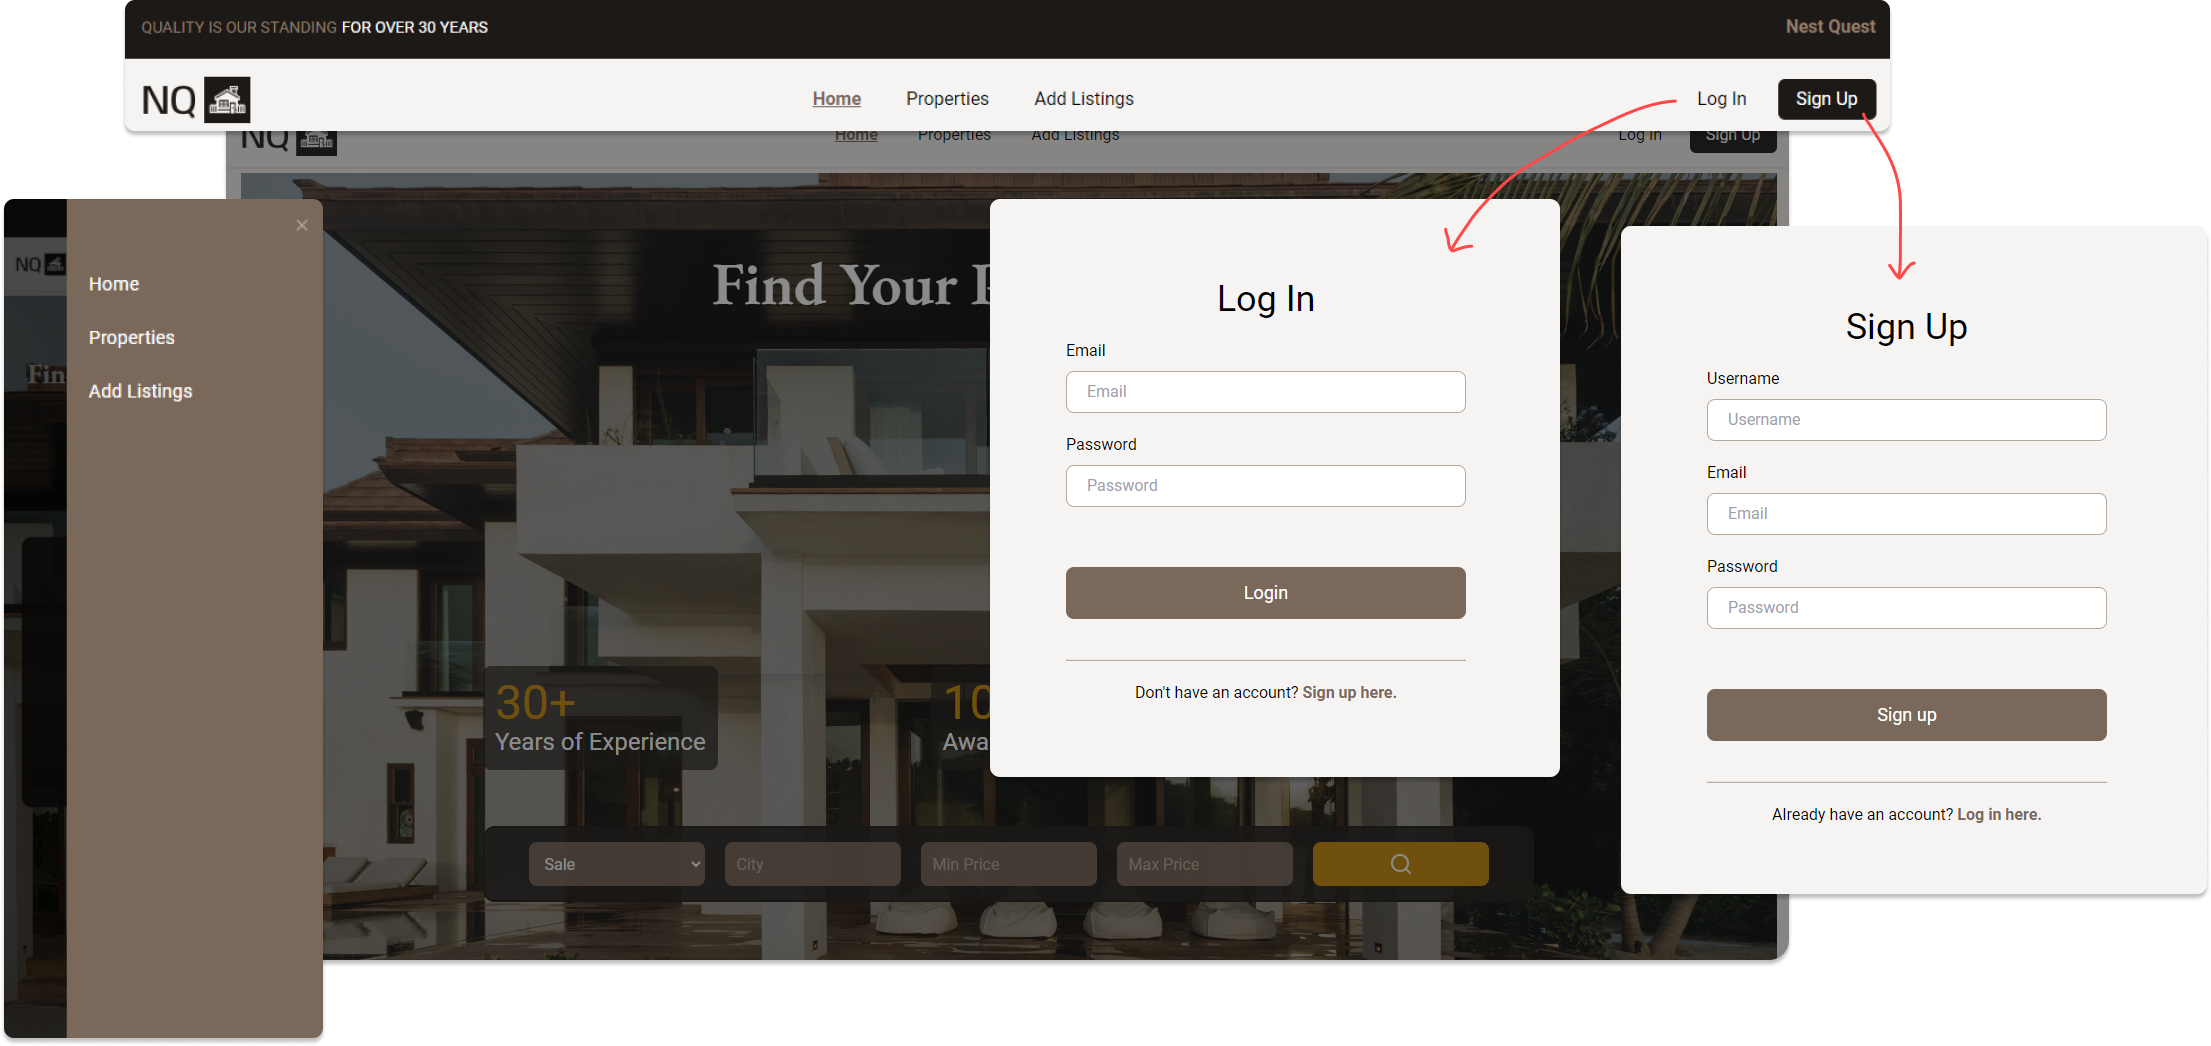 QUALITY IS OUR STANDING FOR OVER 30 YEARS
Nest Quest
NQ
Home
Properties
Add Listings
Log In
Sign Up
NQ
Home
Properties
Add Listings
Log In
Sign Up
NQ
Home
Properties
Add Listings
Fin
Find Your
30+
Years of Experience
10
Awa
Sale
City
Min Price
Max Price
Log In
Email
Email
Password
Password
Login
Don't have an account? Sign up here.
Sign Up
Username
Username
Email
Email
Password
Password
Sign up
Already have an account? Log in here.